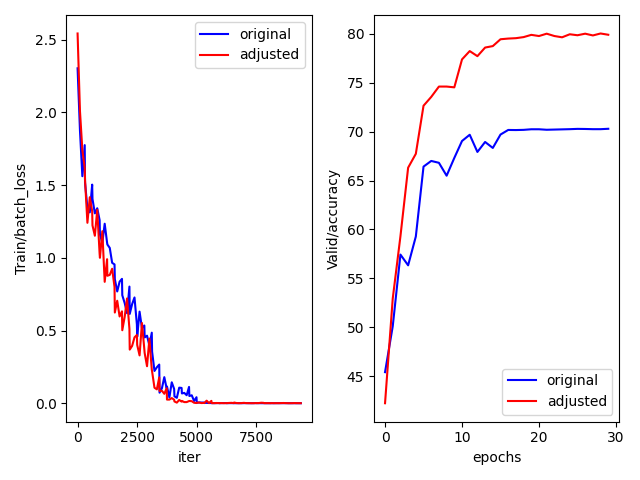 original
adjusted
2.5
2.0
1.5
1.0
0.5
0.0
Train/batch_loss
0
2500
5000
7500
iter
80
75
70
65
60
55
50
45
Valid/accuracy
original
adjusted
0
10
20
30
epochs